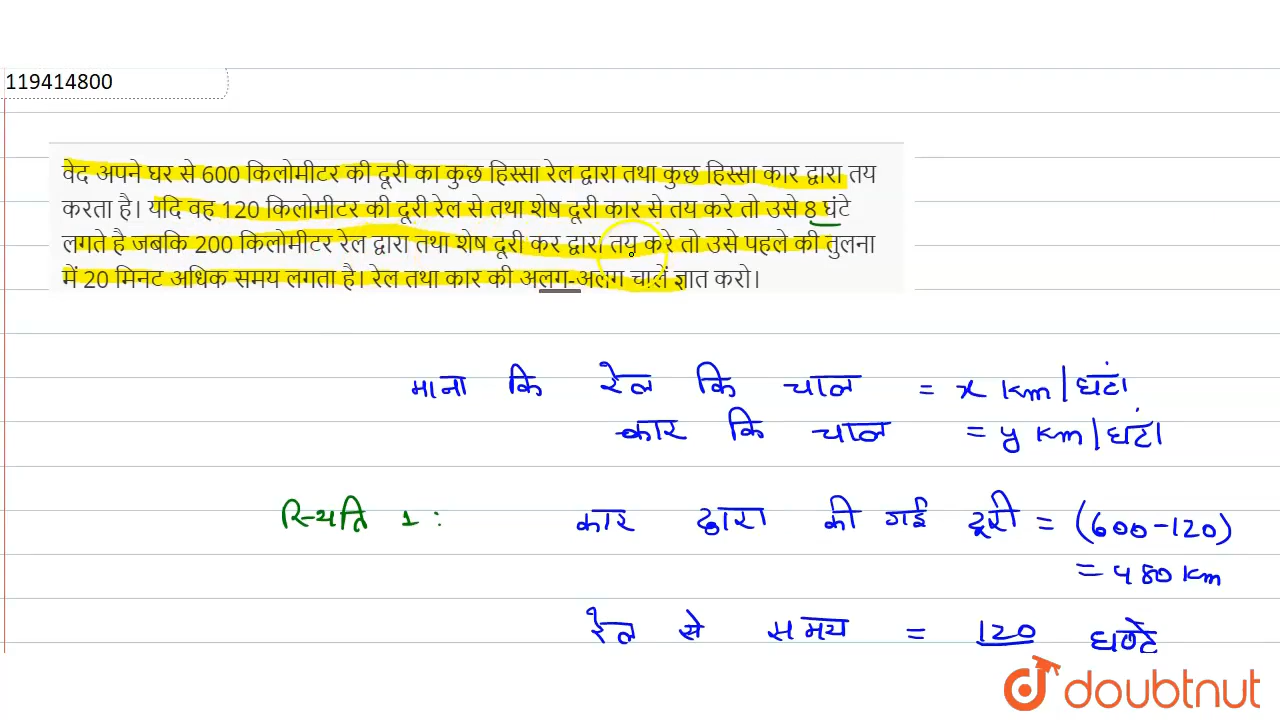 119414800
वेद अपने घर से 600 किलोमीटर की दूरी का कुछ हिस्सा रेल द्वारा तथा कुछ हिस्सा कार द्वारा तय
करता है। यदि वह 120 किलोमीटर की दूरी रेल से तथा शेष दूरी कार से तय करे तो उसे 8 घंटे
लगते है जबकि 200 किलोमीटर रेल द्वारा तथा शेष दूरी कर द्वारा तय करे तो उसे पहले की तुलना
में 20 मिनट अधिक समय लगता है। रेल तथा कार की अलग-अलग चालें ज्ञात करो।
माना कि रेल कि चाल = x km/घंटा
कार कि चाल = y km/घंटा
स्थिति 1: कार द्वारा की गई दूरी = (600-120)
= 480 km
रेल से समय = 120 घण्टे
doubtnut